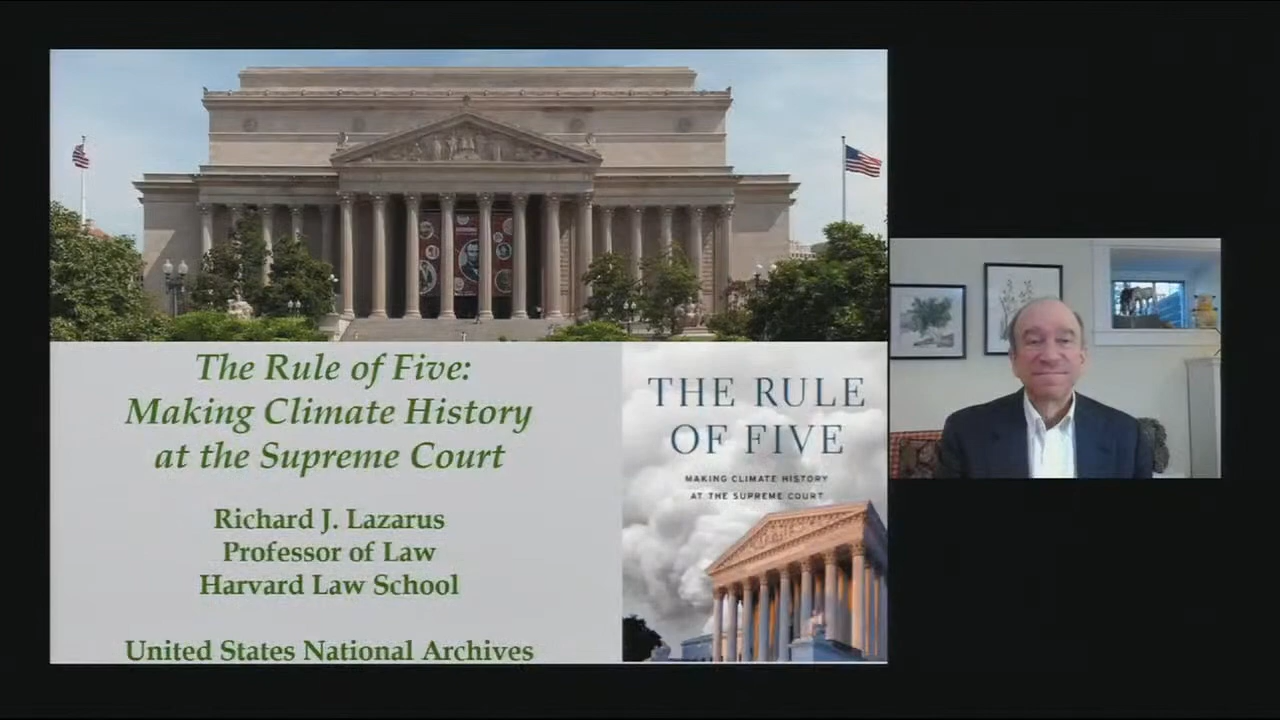 The Rule of Five:
Making Climate History
at the Supreme Court
Richard J. Lazarus
Professor of Law
Harvard Law School
United States National Archives
THE RULE
OF FIVE
MAKING CLIMATE HISTORY
AT THE SUPREME COURT